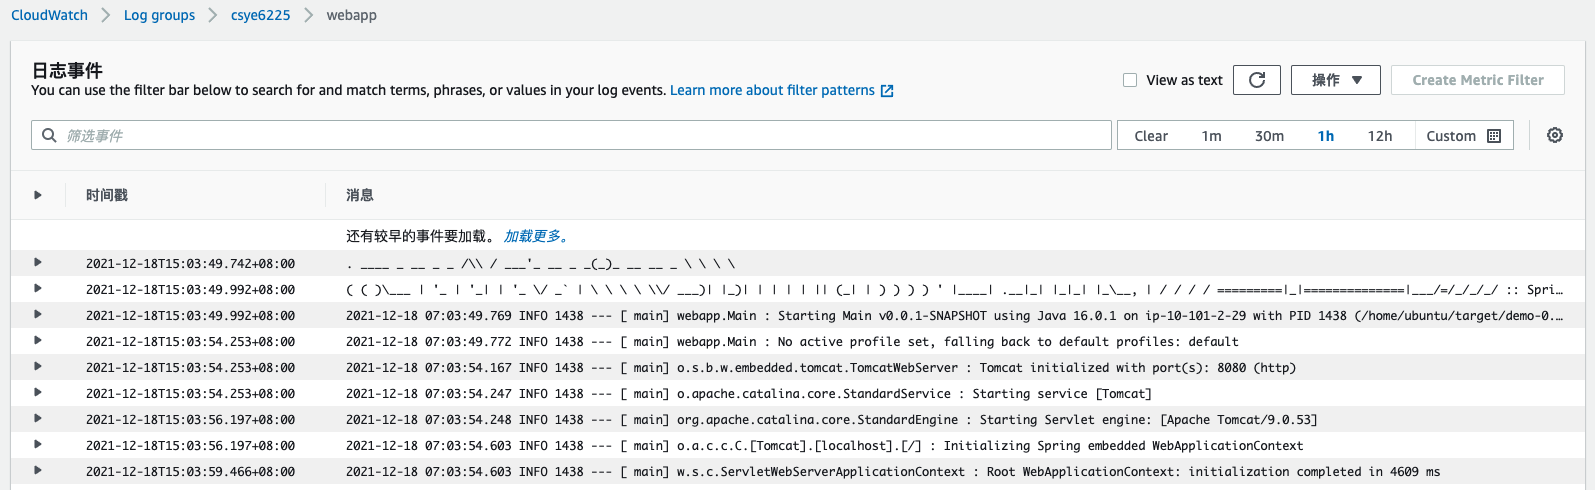 CloudWatch > Log groups > csye6225 > webapp
日志事件
You can use the filter bar below to search for and match terms, phrases, or values in your log events. Learn more about filter patterns
View as text
操作 ▼
Create Metric Filter
筛选事件
Clear 1m 30m 1h 12h Custom
时间戳 消息
还有较早的事件要加载。 加载更多。
2021-12-18T15:03:49.742+08:00 . ____ _ __ _ _ /\\ / ___'_ __ _ _(_)_ __ __ _ \ \ \ \
2021-12-18T15:03:49.992+08:00 ( ( )\___ | '_ | '_| | '_ \/ _` | \ \ \ \ \\/ ___)| |_)| | | | | || (_| | ) ) ) ) ' |____| .__|_| |_|_| |_\__, | / / / / =========|_|==============|___/=/_/_/_/ :: Spri…
2021-12-18T15:03:49.992+08:00 2021-12-18 07:03:49.769 INFO 1438 --- [ main] webapp.Main : Starting Main v0.0.1-SNAPSHOT using Java 16.0.1 on ip-10-101-2-29 with PID 1438 (/home/ubuntu/target/demo-0.…
2021-12-18T15:03:54.253+08:00 2021-12-18 07:03:49.772 INFO 1438 --- [ main] webapp.Main : No active profile set, falling back to default profiles: default
2021-12-18T15:03:54.253+08:00 2021-12-18 07:03:54.167 INFO 1438 --- [ main] o.s.b.w.embedded.tomcat.TomcatWebServer : Tomcat initialized with port(s): 8080 (http)
2021-12-18T15:03:54.253+08:00 2021-12-18 07:03:54.247 INFO 1438 --- [ main] o.apache.catalina.core.StandardService : Starting service [Tomcat]
2021-12-18T15:03:56.197+08:00 2021-12-18 07:03:54.248 INFO 1438 --- [ main] org.apache.catalina.core.StandardEngine : Starting Servlet engine: [Apache Tomcat/9.0.53]
2021-12-18T15:03:56.197+08:00 2021-12-18 07:03:54.603 INFO 1438 --- [ main] o.a.c.c.C.[Tomcat].[localhost].[/] : Initializing Spring embedded WebApplicationContext
2021-12-18T15:03:59.466+08:00 2021-12-18 07:03:54.603 INFO 1438 --- [ main] w.s.c.ServletWebServerApplicationContext : Root WebApplicationContext: initialization completed in 4609 ms